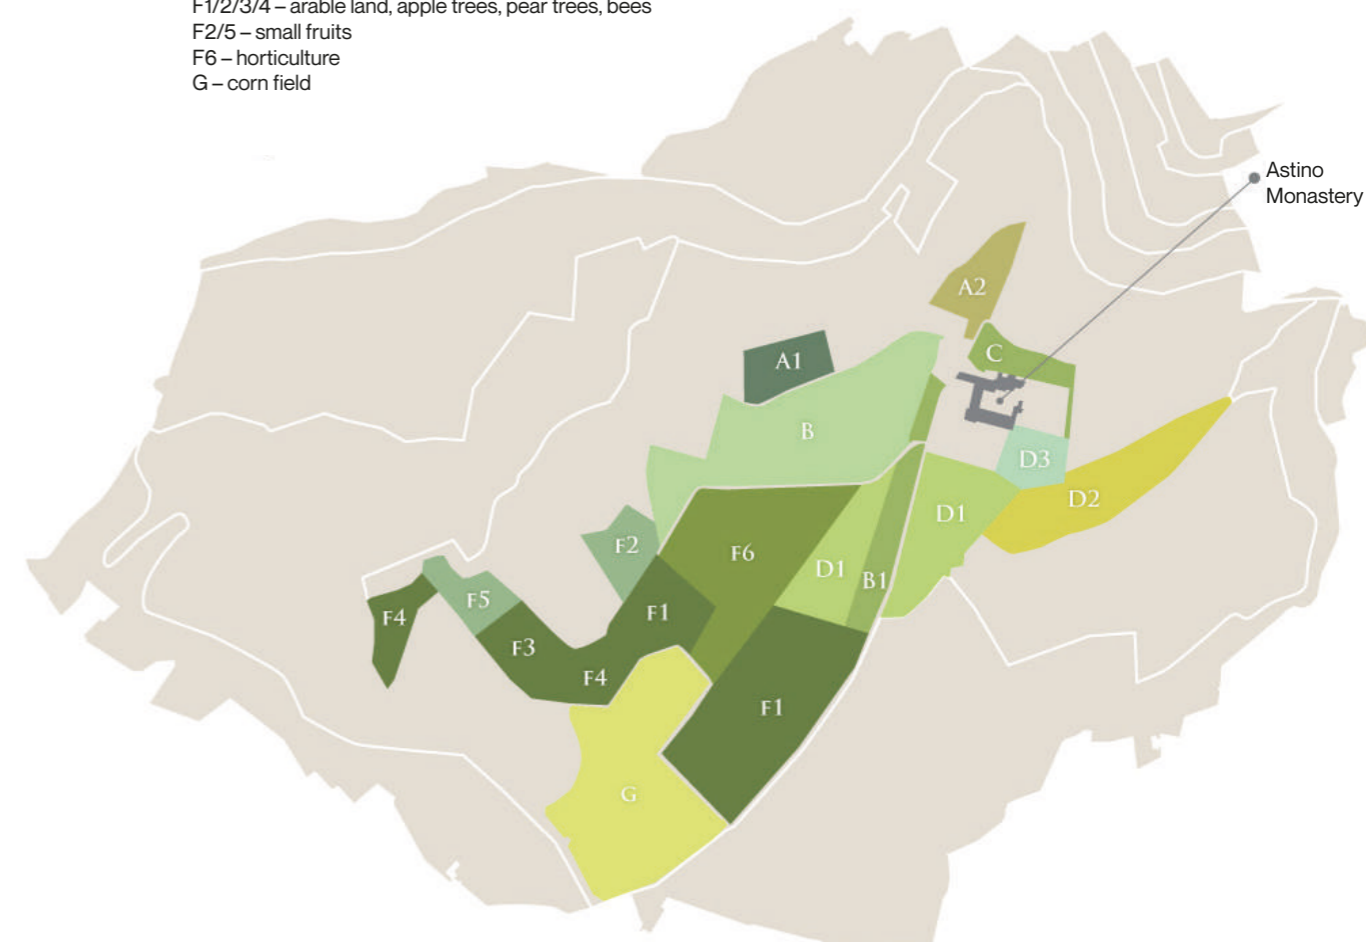 F1/2/3/4 – arable land, apple trees, pear trees, bees
F2/5 – small fruits
F6 – horticulture
G – corn field
Astino
Monastery
A2
C
A1
B
D3
D2
D1
F2
F6
D1
B1
F5
F4
F1
F3
F4
F1
G